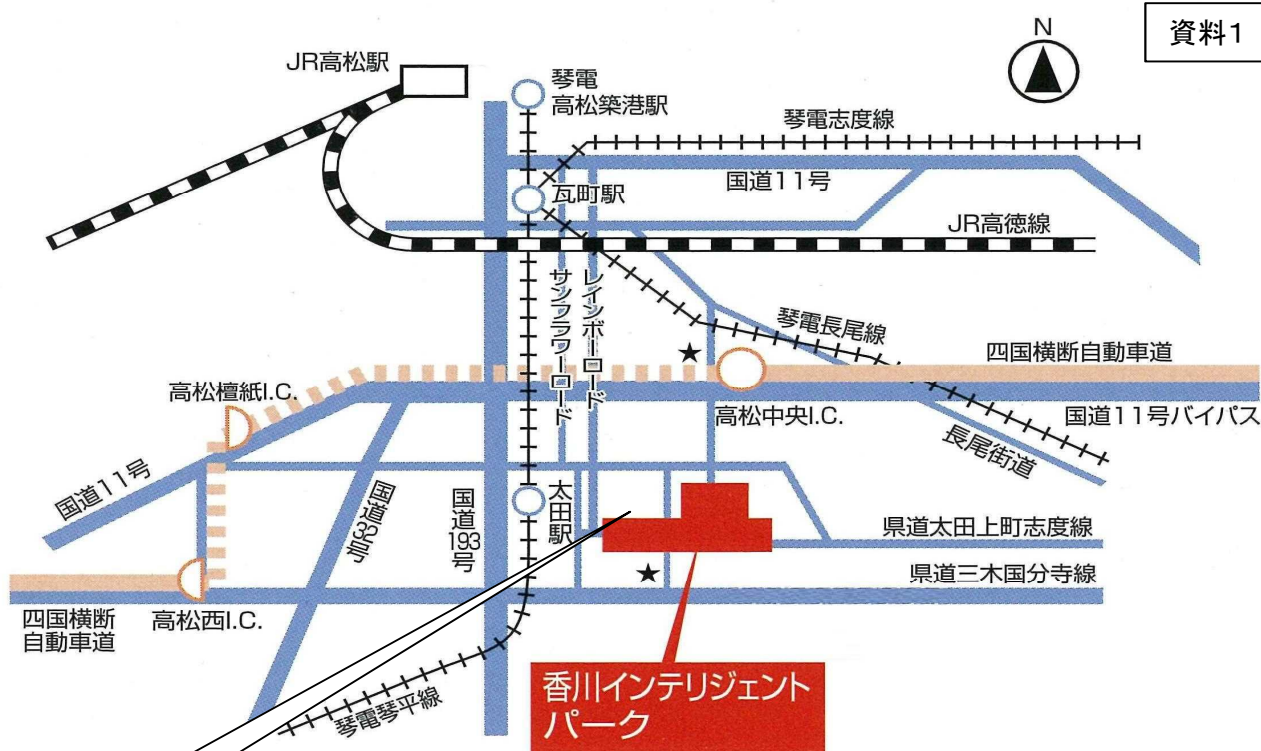 資料1
N
JR高松駅
琴電
高松築港駅
琴電志度線
国道11号
瓦町駅
JR高徳線
サンフラワーロード
レインボーロード
琴電長尾線
四国横断自動車道
高松檀紙I.C.
高松中央I.C.
国道11号バイパス
長尾街道
国道11号
国道32号
国道193号
太田駅
県道太田上町志度線
県道三木国分寺線
四国横断
自動車道
高松西I.C.
琴電琴平線
香川インテリジェント
パーク